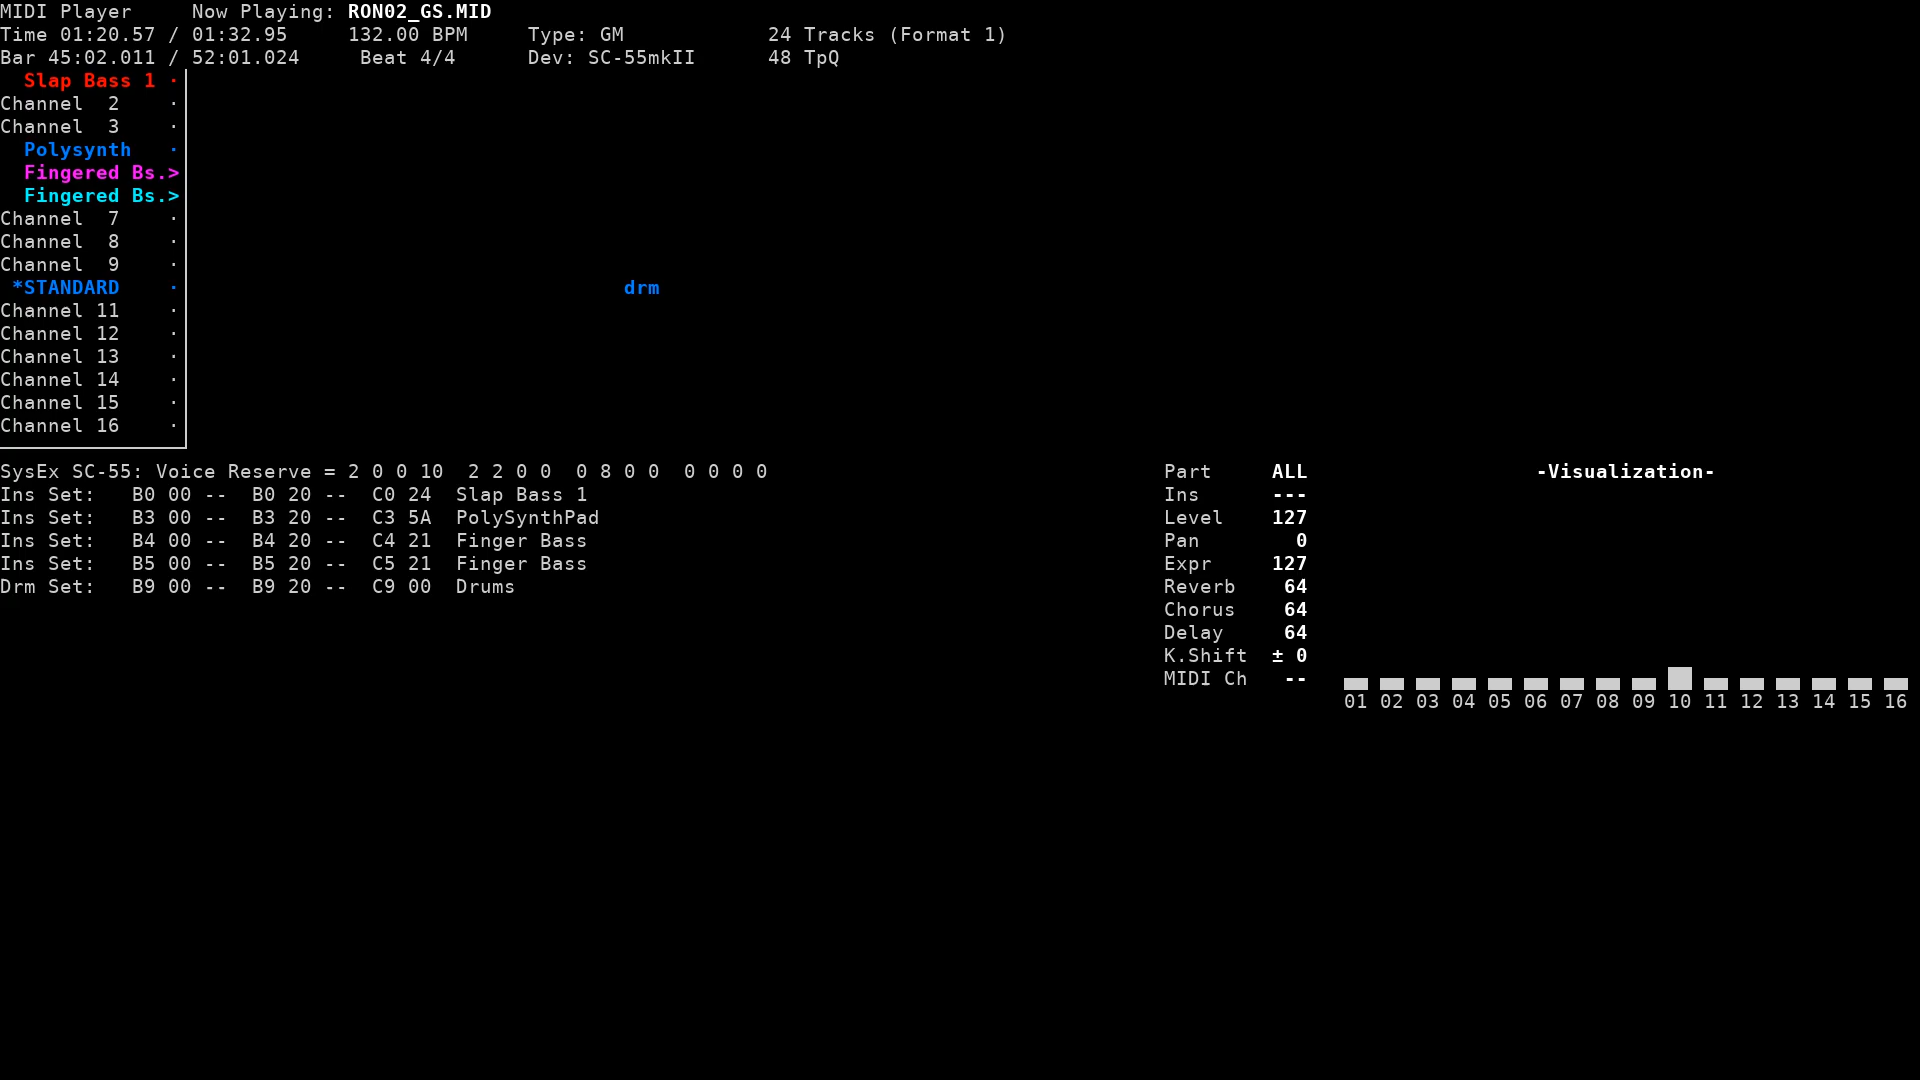 MIDI Player     Now Playing: RON02_GS.MID
Time 01:20.57 / 01:32.95     132.00 BPM     Type: GM            24 Tracks (Format 1)
Bar 45:02.011 / 52:01.024     Beat 4/4      Dev: SC-55mkII      48 TpQ
Slap Bass 1 ·
Channel  2    ·
Channel  3    ·
Polysynth   ·
Fingered Bs.>
Fingered Bs.>
Channel  7    ·
Channel  8    ·
Channel  9    ·
*STANDARD    ·                                     drm
Channel 11    ·
Channel 12    ·
Channel 13    ·
Channel 14    ·
Channel 15    ·
Channel 16    ·
SysEx SC-55: Voice Reserve = 2 0 0 10  2 2 0 0  0 8 0 0  0 0 0 0
Ins Set:   B0 00 --  B0 20 --  C0 24  Slap Bass 1
Ins Set:   B3 00 --  B3 20 --  C3 5A  PolySynthPad
Ins Set:   B4 00 --  B4 20 --  C4 21  Finger Bass
Ins Set:   B5 00 --  B5 20 --  C5 21  Finger Bass
Drm Set:   B9 00 --  B9 20 --  C9 00  Drums
Part     ALL
Ins      ---
Level    127
Pan        0
Expr     127
Reverb    64
Chorus    64
Delay     64
K.Shift  ± 0
MIDI Ch   --
-Visualization-
01 02 03 04 05 06 07 08 09 10 11 12 13 14 15 16